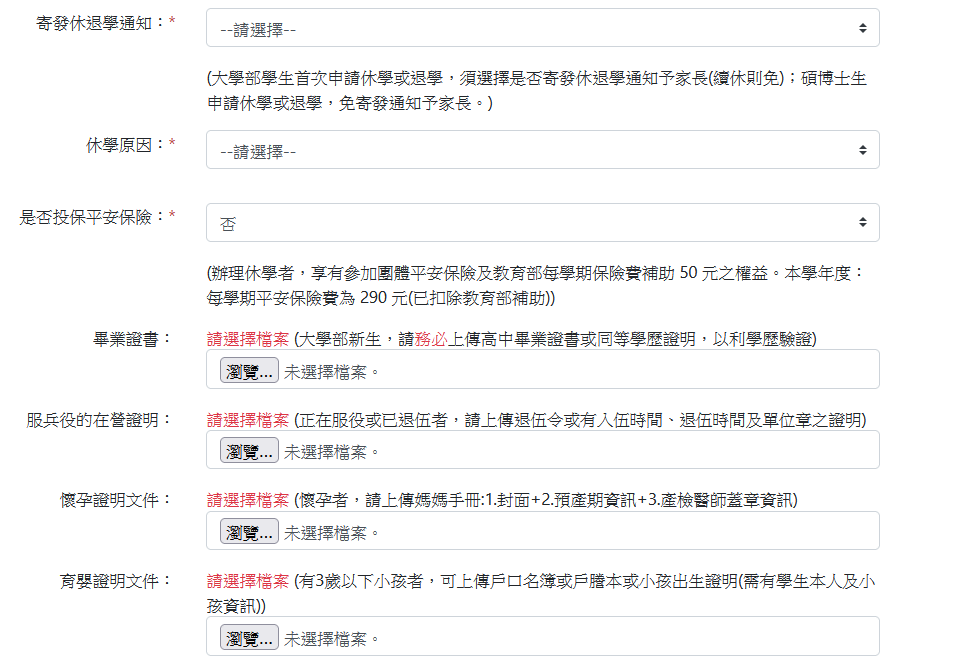 寄發休退學通知：*
--請選擇--
(大學部學生首次申請休學或退學，須選擇是否寄發休退學通知予家長(續休則免)；碩博士生
申請休學或退學，免寄發通知予家長。)
休學原因：*
--請選擇--
是否投保平安保險：*
否
(辦理休學者，享有參加團體平安保險及教育部每學期保險費補助 50 元之權益。本學年度：
每學期平安保險費為 290 元(已扣除教育部補助))
畢業證書：
請選擇檔案 (大學部新生，請務必上傳高中畢業證書或同等學歷證明，以利學歷驗證)
瀏覽... 未選擇檔案。
服兵役的在營證明：
請選擇檔案 (正在服役或已退伍者，請上傳退伍令或有入伍時間、退伍時間及單位章之證明)
瀏覽... 未選擇檔案。
懷孕證明文件：
請選擇檔案 (懷孕者，請上傳媽媽手冊:1.封面+2.預產期資訊+3.產檢醫師蓋章資訊)
瀏覽... 未選擇檔案。
育嬰證明文件：
請選擇檔案 (有3歲以下小孩者，可上傳戶口名簿或戶謄本或小孩出生證明(需有學生本人及小
孩資訊))
瀏覽... 未選擇檔案。